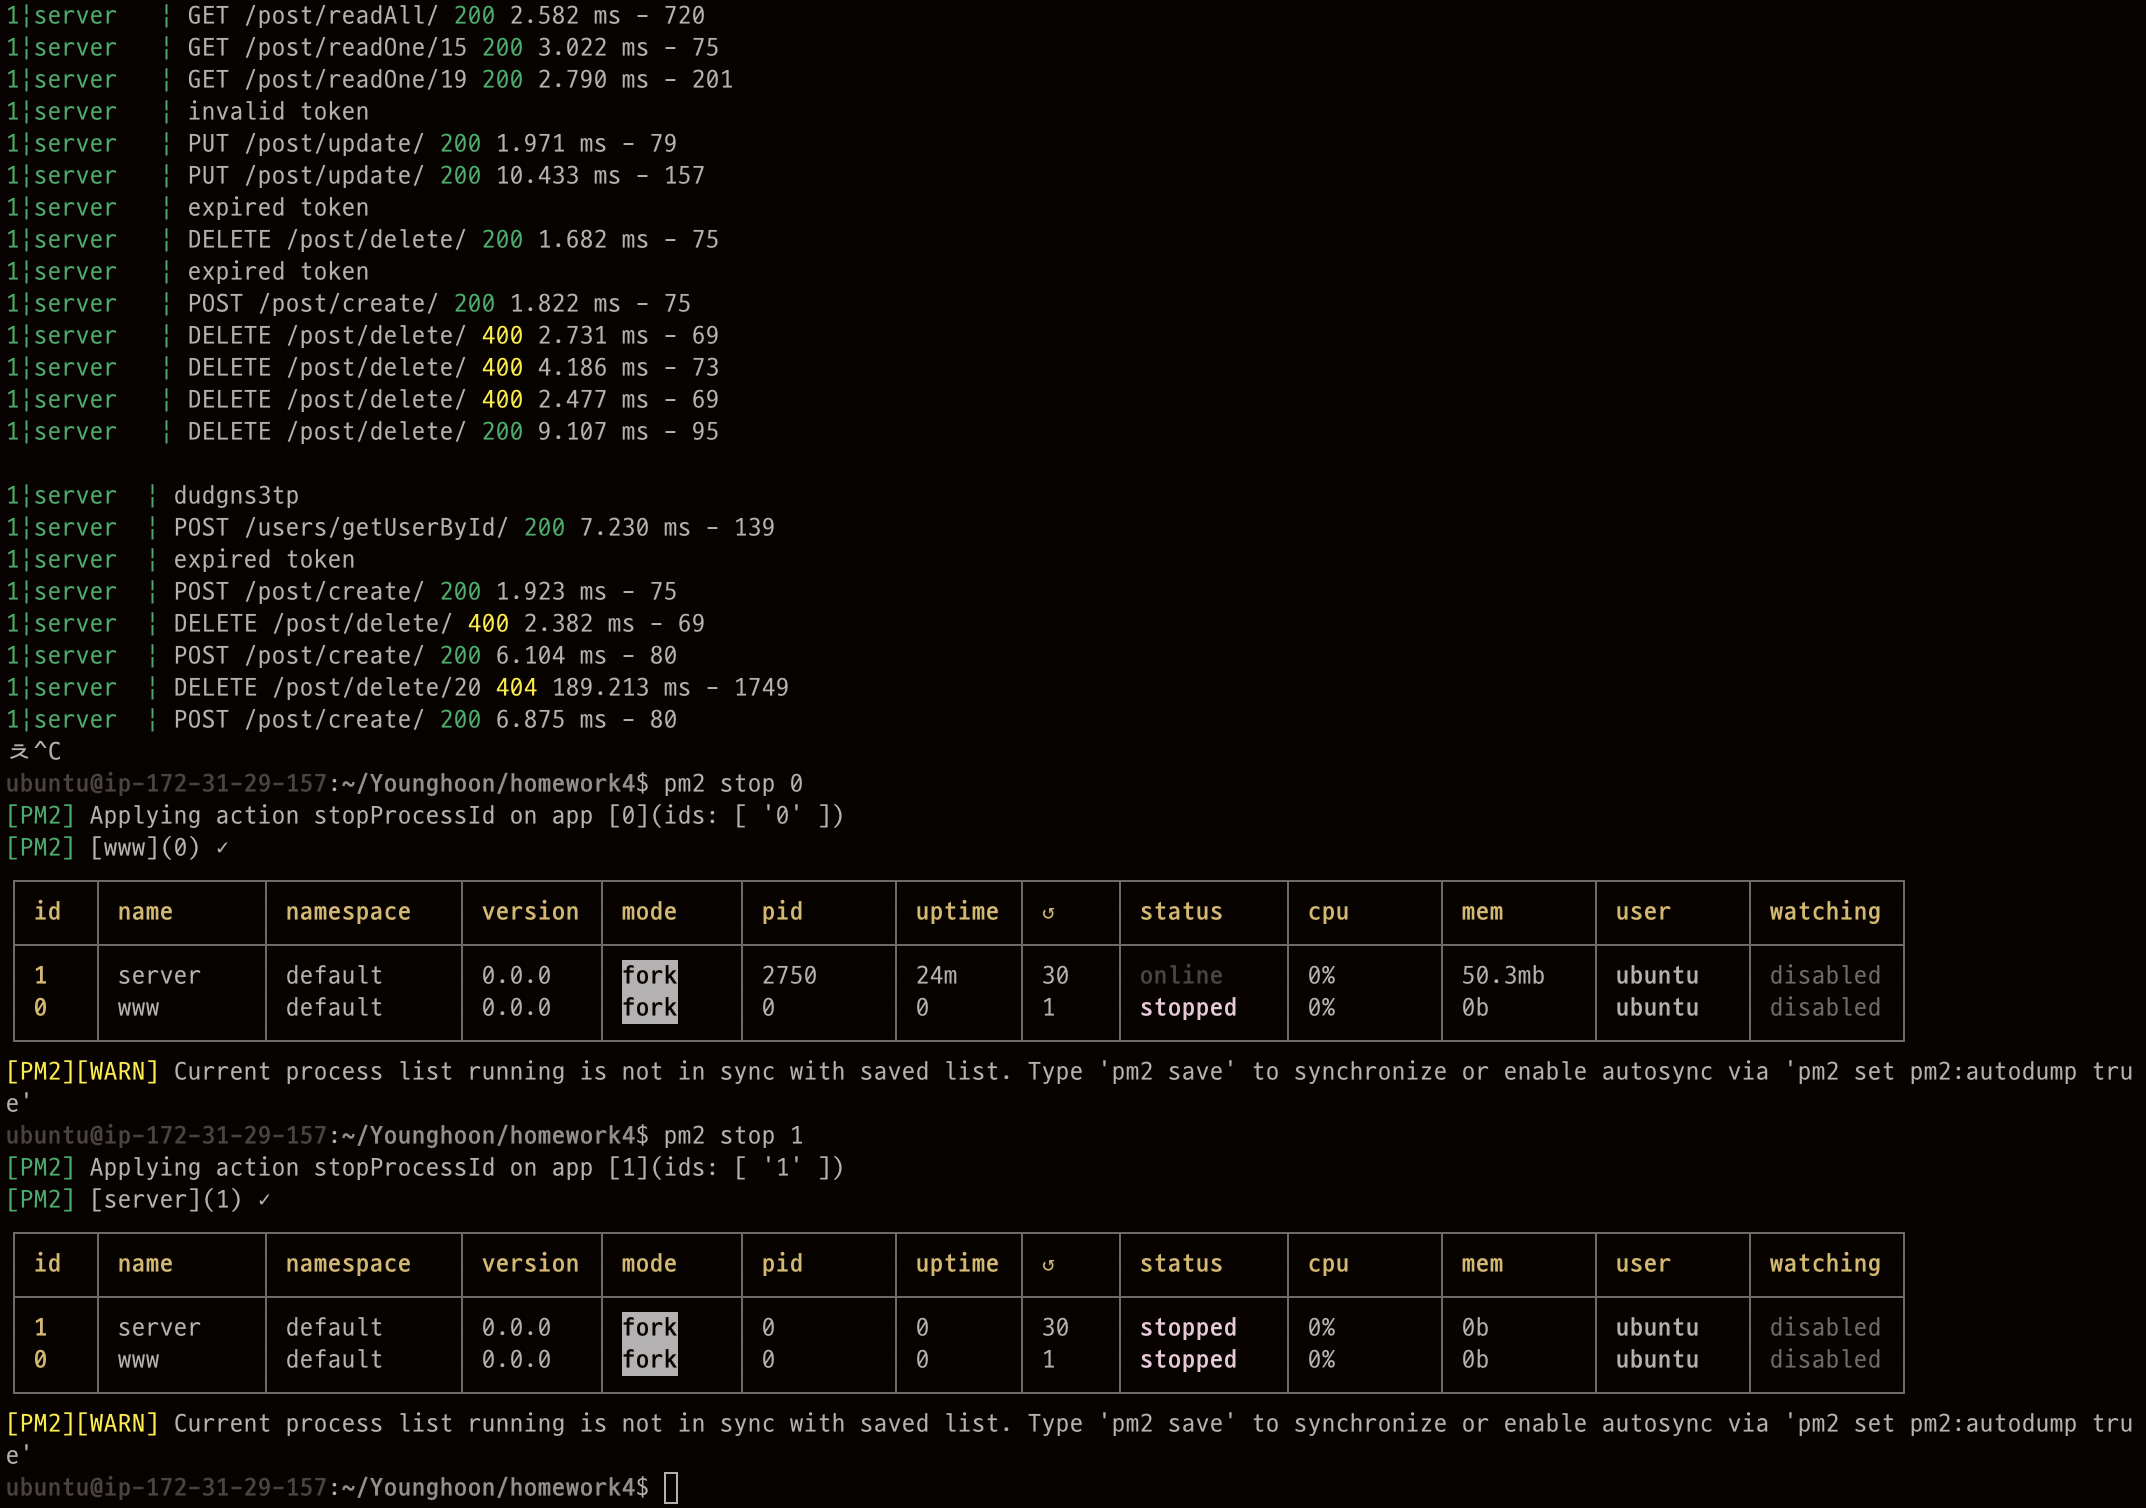 1|server   | GET /post/readAll/ 200 2.582 ms - 720
1|server   | GET /post/readOne/15 200 3.022 ms - 75
1|server   | GET /post/readOne/19 200 2.790 ms - 201
1|server   | invalid token
1|server   | PUT /post/update/ 200 1.971 ms - 79
1|server   | PUT /post/update/ 200 10.433 ms - 157
1|server   | expired token
1|server   | DELETE /post/delete/ 200 1.682 ms - 75
1|server   | expired token
1|server   | POST /post/create/ 200 1.822 ms - 75
1|server   | DELETE /post/delete/ 400 2.731 ms - 69
1|server   | DELETE /post/delete/ 400 4.186 ms - 73
1|server   | DELETE /post/delete/ 400 2.477 ms - 69
1|server   | DELETE /post/delete/ 200 9.107 ms - 95
1|server  | dudgns3tp
1|server  | POST /users/getUserById/ 200 7.230 ms - 139
1|server  | expired token
1|server  | POST /post/create/ 200 1.923 ms - 75
1|server  | DELETE /post/delete/ 400 2.382 ms - 69
1|server  | POST /post/create/ 200 6.104 ms - 80
1|server  | DELETE /post/delete/20 404 189.213 ms - 1749
1|server  | POST /post/create/ 200 6.875 ms - 80
ㅊ^C
ubuntu@ip-172-31-29-157:~/Younghoon/homework4$ pm2 stop 0
[PM2] Applying action stopProcessId on app [0](ids: [ '0' ])
[PM2] [www](0) ✓
id name namespace version mode pid uptime ↺ status cpu mem user watching
1 server default 0.0.0 fork 2750 24m 30 online 0% 50.3mb ubuntu disabled
0 www default 0.0.0 fork 0 0 1 stopped 0% 0b ubuntu disabled
[PM2][WARN] Current process list running is not in sync with saved list. Type 'pm2 save' to synchronize or enable autosync via 'pm2 set pm2:autodump tru
e'
ubuntu@ip-172-31-29-157:~/Younghoon/homework4$ pm2 stop 1
[PM2] Applying action stopProcessId on app [1](ids: [ '1' ])
[PM2] [server](1) ✓
id name namespace version mode pid uptime ↺ status cpu mem user watching
1 server default 0.0.0 fork 0 0 30 stopped 0% 0b ubuntu disabled
0 www default 0.0.0 fork 0 0 1 stopped 0% 0b ubuntu disabled
[PM2][WARN] Current process list running is not in sync with saved list. Type 'pm2 save' to synchronize or enable autosync via 'pm2 set pm2:autodump tru
e'
ubuntu@ip-172-31-29-157:~/Younghoon/homework4$